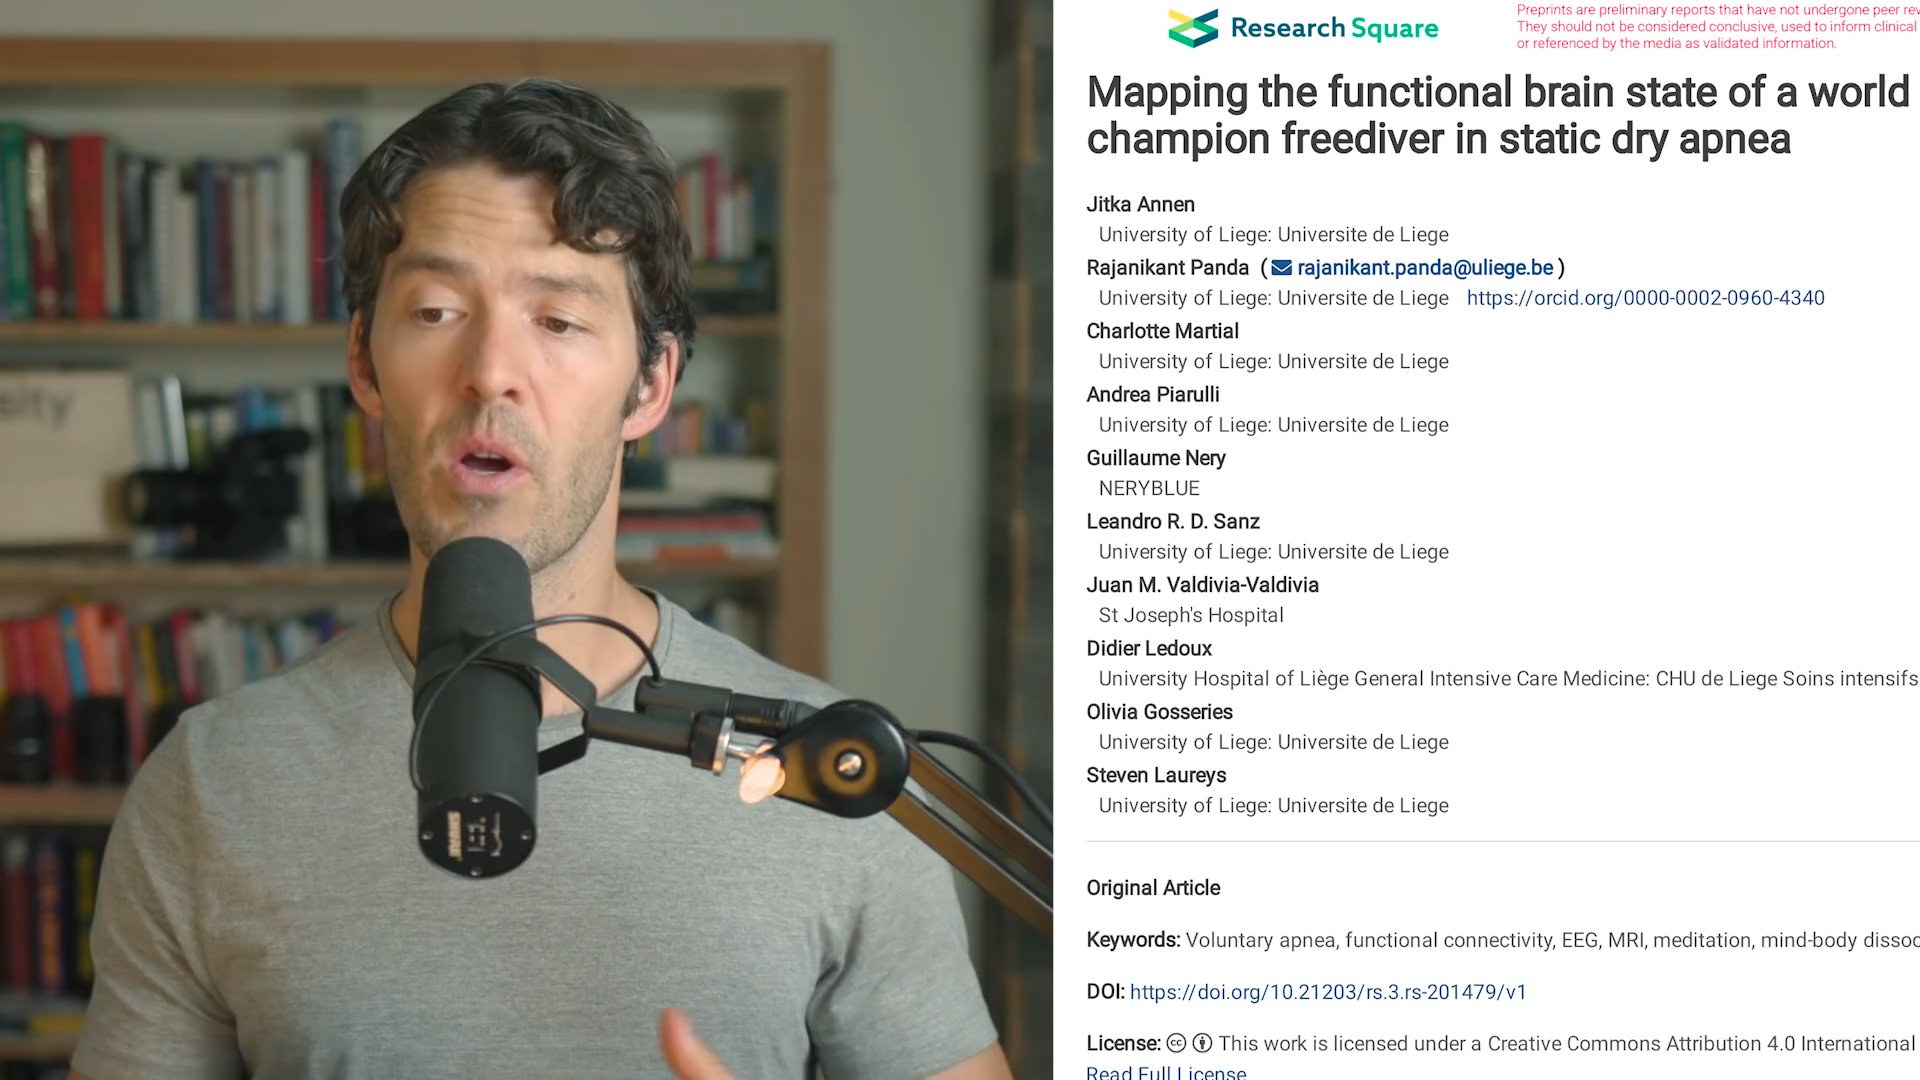 sity
SHURE
Research Square
Preprints are preliminary reports that have not undergone peer rev
They should not be considered conclusive, used to inform clinical
or referenced by the media as validated information.
Mapping the functional brain state of a world
champion freediver in static dry apnea
Jitka Annen
University of Liege: Universite de Liege
Rajanikant Panda ( rajanikant.panda@uliege.be )
University of Liege: Universite de Liege https://orcid.org/0000-0002-0960-4340
Charlotte Martial
University of Liege: Universite de Liege
Andrea Piarulli
University of Liege: Universite de Liege
Guillaume Nery
NERYBLUE
Leandro R. D. Sanz
University of Liege: Universite de Liege
Juan M. Valdivia-Valdivia
St Joseph's Hospital
Didier Ledoux
University Hospital of Liège General Intensive Care Medicine: CHU de Liege Soins intensifs
Olivia Gosseries
University of Liege: Universite de Liege
Steven Laureys
University of Liege: Universite de Liege
Original Article
Keywords: Voluntary apnea, functional connectivity, EEG, MRI, meditation, mind-body dissoc
DOI: https://doi.org/10.21203/rs.3.rs-201479/v1
License: This work is licensed under a Creative Commons Attribution 4.0 International
Read Full License